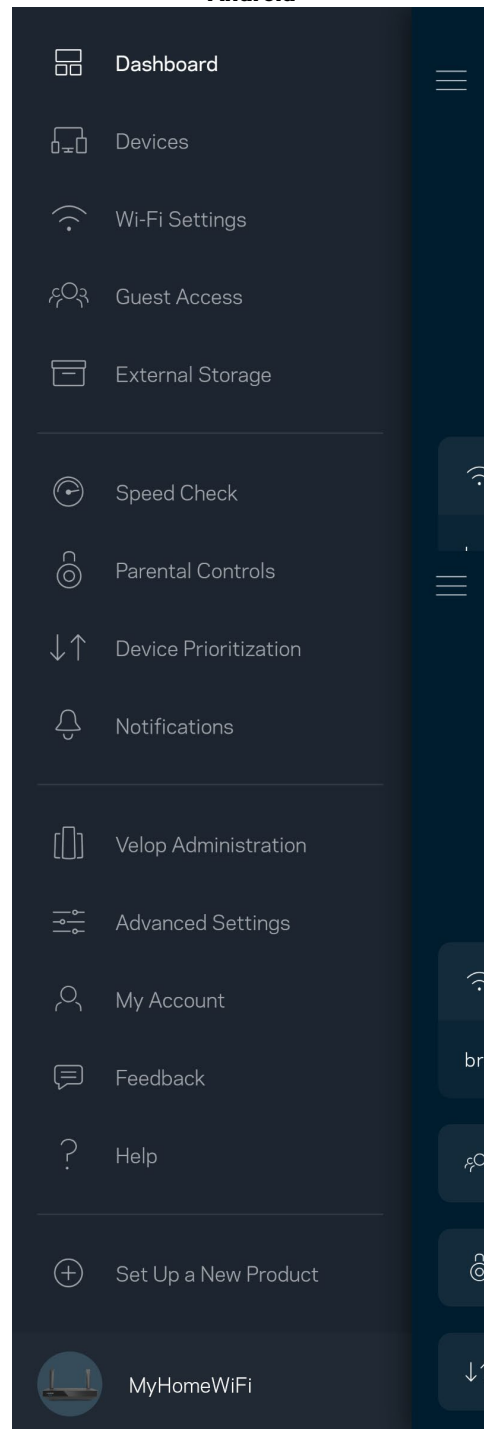 Dashboard
Devices
Wi-Fi Settings
Guest Access
External Storage
Speed Check
Parental Controls
Device Prioritization
Notifications
Velop Administration
Advanced Settings
My Account
Feedback
br
Help
Set Up a New Product
MyHomeWiFi